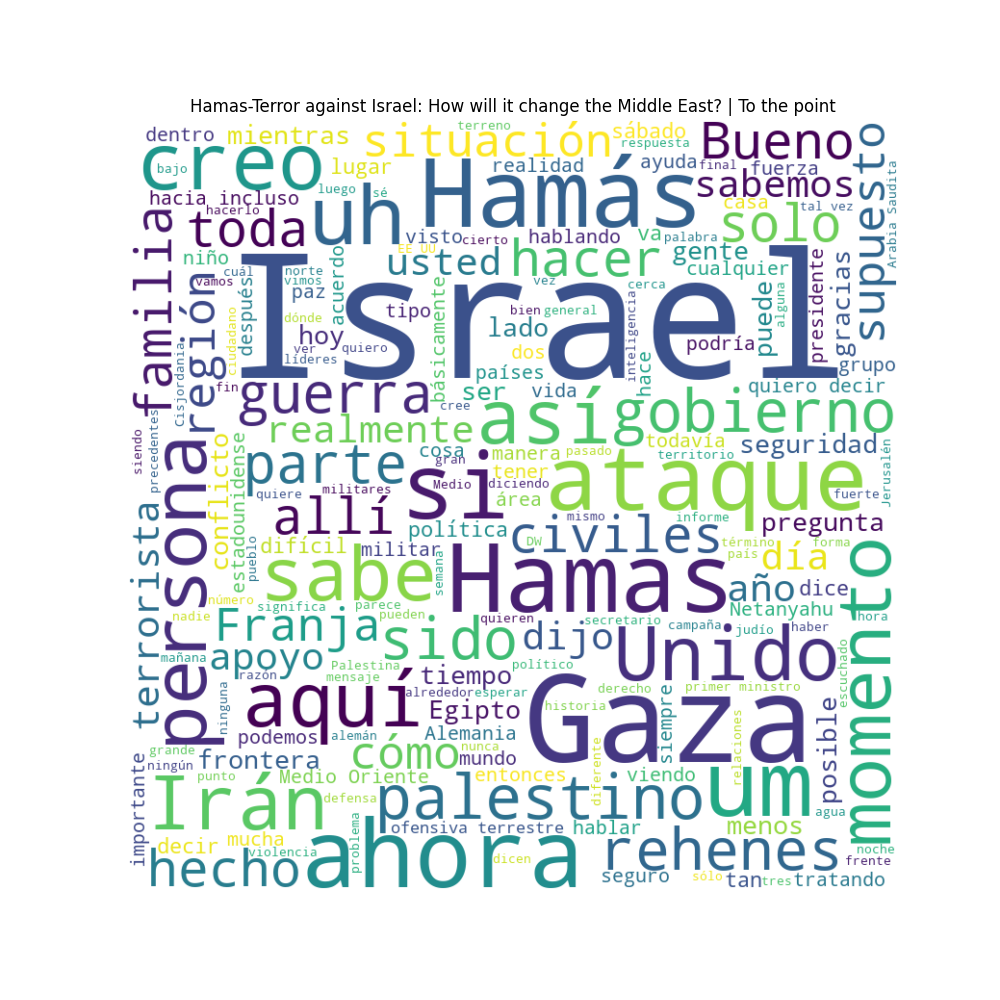 Hamas-Terror against Israel: How will it change the Middle East? | To the point
dentro
mientras
situación
terreno
sábado
respuesta
Bueno
supuesto
creo
bajo
lugar
luego
sé
Hamás
realidad
ayuda
final
fuerza
sabemos
hacia incluso
hacerlo
toda
uh
casa
tal vez
solo
Arabia Saudita
familia
niño
visto
cierto
hablando
va
palabra
EE UU
usted
hacer
gente
cualquier
presidente
gracias
región
vamos
cuál
norte
vimos
después
paz
acuerdo
Israel
tipo
vez
cerca
puede
alguna
dónde
bien
general
lado
hoy
podría
inteligencia
hace
grupo
ciudadano
líderes
ver
quiero
básicamente
dos
países
ser
vida
quiero decir
fin
cisjordania
guerra
cree
así
gobierno
siendo
precedentes
realmente
cosa
manera
pasado
todavía
territorio
seguridad
Jerusalén
persona
conflicto
estadounidense
parte
gran
tener
si
Medio
diciendo
ataque
quiere
militares
área
fuerte
terrorista
allí
política
mismo
informe
pregunta
pueblo
difícil
militar
semana
DW
civiles
término
forma
país
día
sabe
Hamas
año
dice
momento
número
nadie
significa
parece
pueden
quieren
secretario
campaña
Netanyahu
judío
haber
hora
Franja
sido
dijo
Unido
escuchado
mañana
apoyo
razón
Palestina
mensaje
político
tiempo
derecho
primer ministro
ninguna
aquí
alrededor
esperar
Egipto
historia
Gaza
siempre
relaciones
posible
podemos
alemán
Alemania
grande
ningún
frontera
cómo
nunca
mundo
importante
punto
Medio Oriente
entonces
diferente
viendo
Irán
defensa
palestino
um
agua
decir
mucha
ofensiva terrestre
hablar
menos
noche
violencia
problema
dicen
rehenes
frente
hecho
ahora
seguro
sólo
tan
tres
tratando